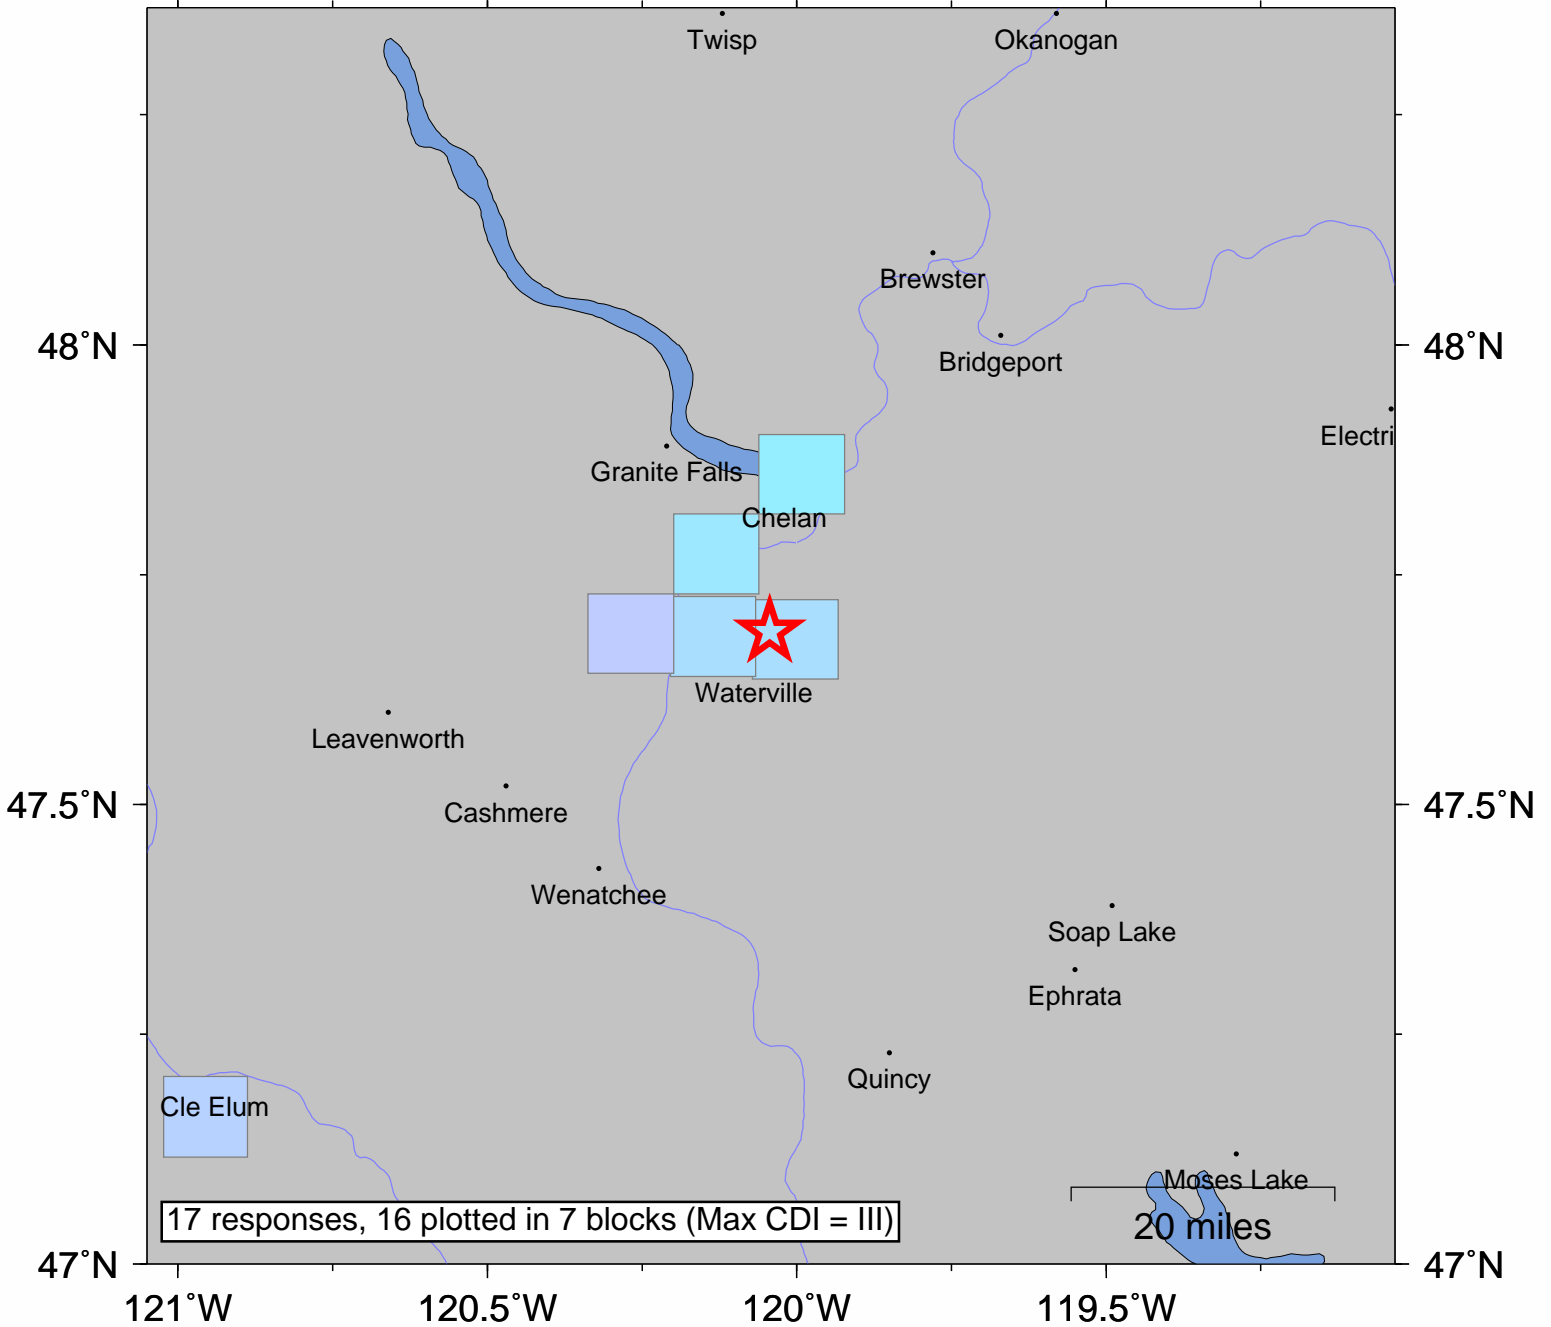 Twisp
Okanogan
Brewster
48˚N
48˚N
Bridgeport
Electri
Granite Falls
Chelan
Waterville
Leavenworth
47.5˚N
47.5˚N
Cashmere
Wenatchee
Soap Lake
Ephrata
Quincy
Cle Elum
Moses Lake
17 responses, 16 plotted in 7 blocks (Max CDI = III)
20 miles
47˚N
47˚N
121˚W
120.5˚W
120˚W
119.5˚W